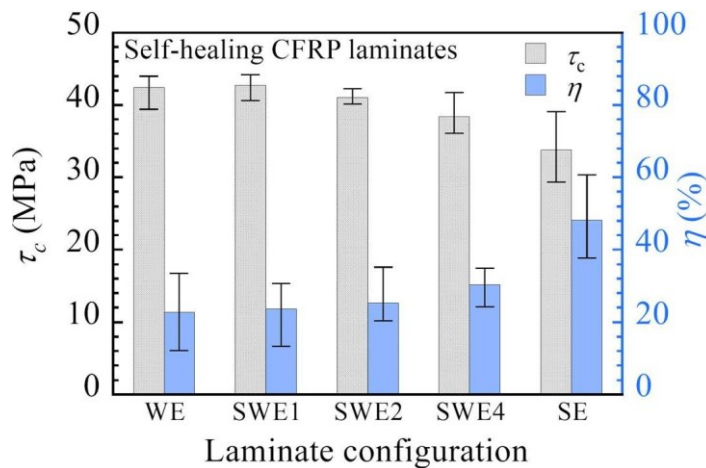 Self-healing CFRP laminates
τc
η
50
40
30
20
10
0
τc (MPa)
100
80
60
40
20
0
η (%)
WE SWE1 SWE2 SWE4 SE
Laminate configuration